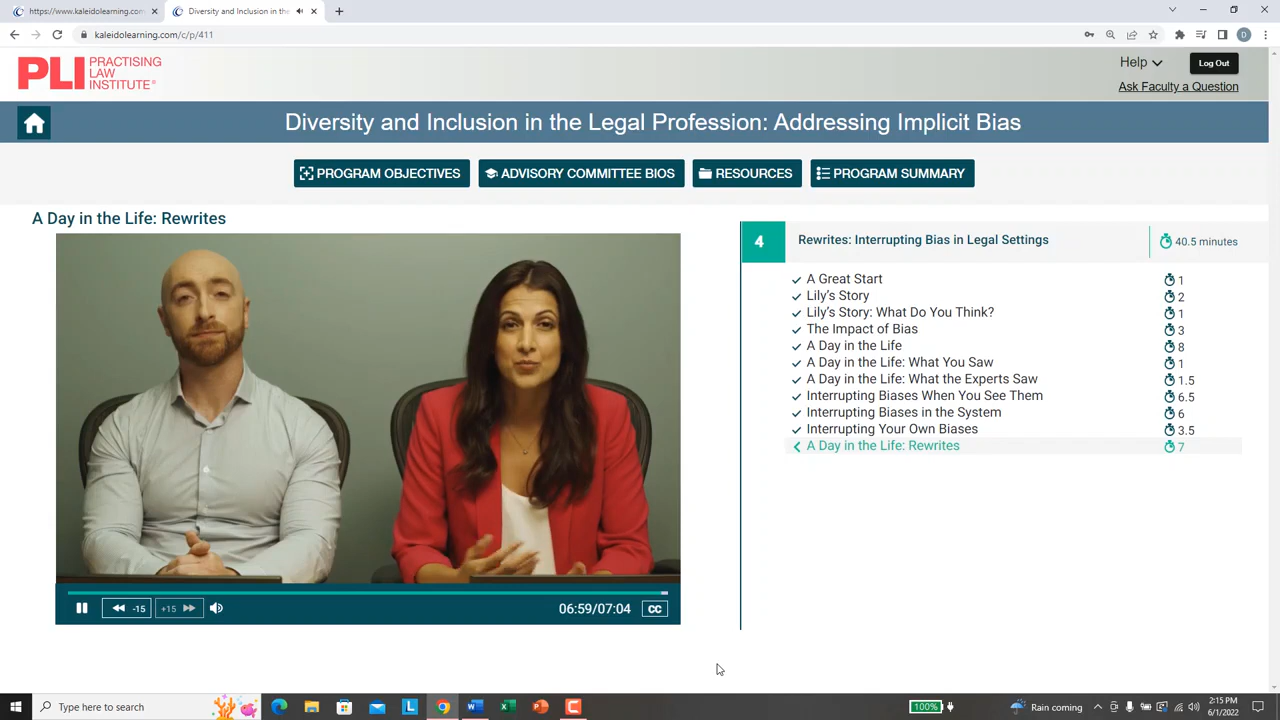 https://www.kaleidolearning.com
Diversity and Inclusion in the
kaleidolearning.com/c/p/411
D
PLI PRACTISING
LAW
INSTITUTE®
Help
Log Out
Ask Faculty a Question
Diversity and Inclusion in the Legal Profession: Addressing Implicit Bias
PROGRAM OBJECTIVES
ADVISORY COMMITTEE BIOS
RESOURCES
PROGRAM SUMMARY
A Day in the Life: Rewrites
4 Rewrites: Interrupting Bias in Legal Settings 40.5 minutes
A Great Start 1
Lily's Story 2
Lily's Story: What Do You Think? 1
The Impact of Bias 3
A Day in the Life 8
A Day in the Life: What You Saw 1
A Day in the Life: What the Experts Saw 1.5
Interrupting Biases When You See Them 6.5
Interrupting Biases in the System 6
Interrupting Your Own Biases 3.5
A Day in the Life: Rewrites 7
-15 +15 06:59/07:04 CC
Type here to search
L
100%
Rain coming
2:15 PM
6/1/2022